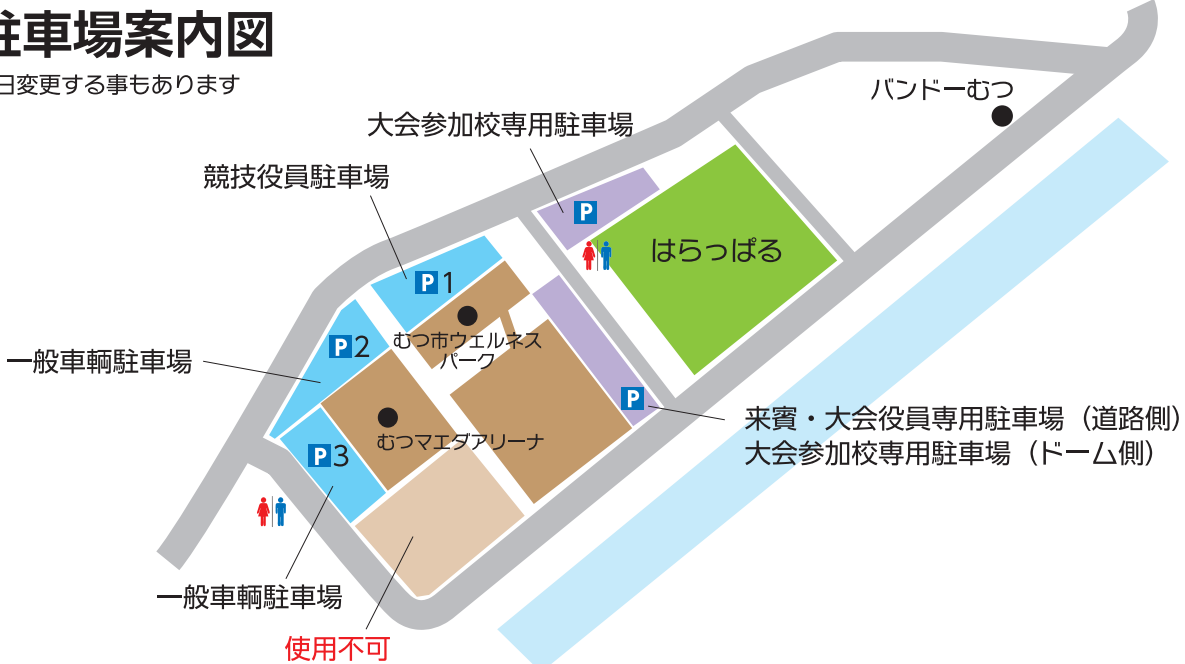 駐車場案内図
日変更する事もあります
バンドーむつ
大会参加校専用駐車場
競技役員駐車場
P
はらっぱる
P1
むつ市ウェルネス
パーク
P2
一般車輌駐車場
P
来賓・大会役員専用駐車場（道路側）
大会参加校専用駐車場（ドーム側）
むつマエダアリーナ
P3
一般車輌駐車場
使用不可